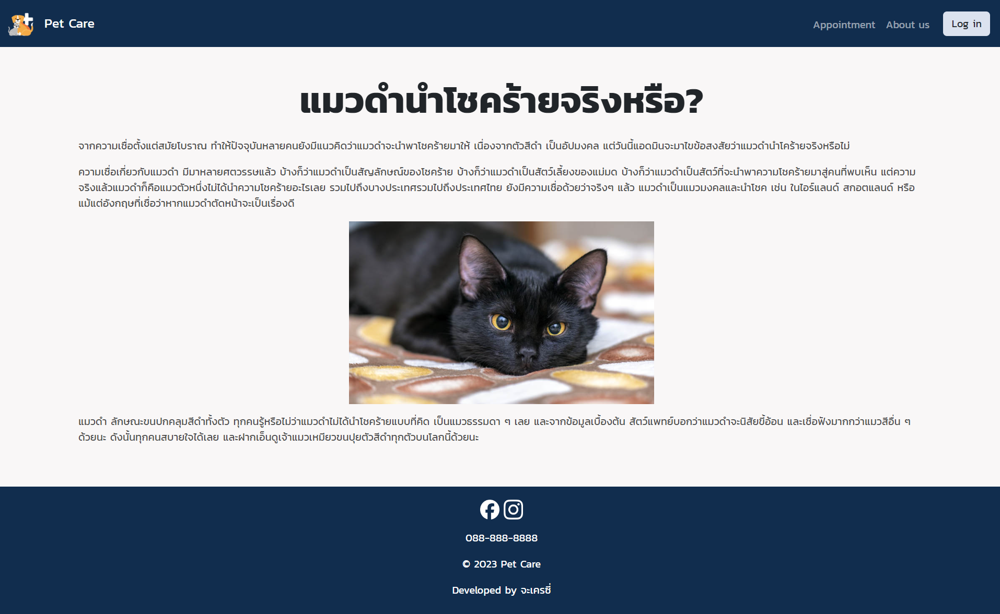 Pet Care
Appointment
About us
Log in
แมวดำนำโชคร้ายจริงหรือ?
จากความเชื่อตั้งแต่สมัยโบราณ ทำให้ปัจจุบันหลายคนยังมีแนวคิดว่าแมวดำจะนำพาโชคร้ายมาให้ เนื่องจากตัวสีดำ เป็นอัปมงคล แต่วันนี้แอดมินจะมาไขข้อสงสัยว่าแมวดำนำโคร้ายจริงหรือไม่
ความเชื่อเกี่ยวกับแมวดำ มีมาหลายศตวรรษแล้ว บ้างก็ว่าแมวดำเป็นสัญลักษณ์ของโชคร้าย บ้างก็ว่าแมวดำเป็นสัตว์เลี้ยงของแม่มด บ้างก็ว่าแมวดำเป็นสัตว์ที่จะนำพาความโชคร้ายมาสู่คนที่พบเห็น แต่ความ
จริงแล้วแมวดำก็คือแมวตัวหนึ่งไม่ได้นำความโชคร้ายอะไรเลย รวมไปถึงบางประเทศรวมไปถึงประเทศไทย ยังมีความเชื่อด้วยว่าจริงๆ แล้ว แมวดำเป็นแมวมงคลและนำโชค เช่น ในไอร์แลนด์ สกอตแลนด์ หรือ
แม้แต่อังกฤษที่เชื่อว่าหากแมวดำตัดหน้าจะเป็นเรื่องดี
แมวดำ ลักษณะขนปกคลุมสีดำทั้งตัว ทุกคนรู้หรือไม่ว่าแมวดำไม่ได้นำโชคร้ายแบบที่คิด เป็นแมวธรรมดา ๆ เลย และจากข้อมูลเบื้องต้น สัตว์แพทย์บอกว่าแมวดำจะนิสัยขี้อ้อน และเชื่อฟังมากกว่าแมวสีอื่น ๆ
ด้วยนะ ดังนั้นทุกคนสบายใจได้เลย และฝากเอ็นดูเจ้าแมวเหมียวขนปุยตัวสีดำทุกตัวบนโลกนี้ด้วยนะ
088-888-8888
© 2023 Pet Care
Developed by จะเครซี่